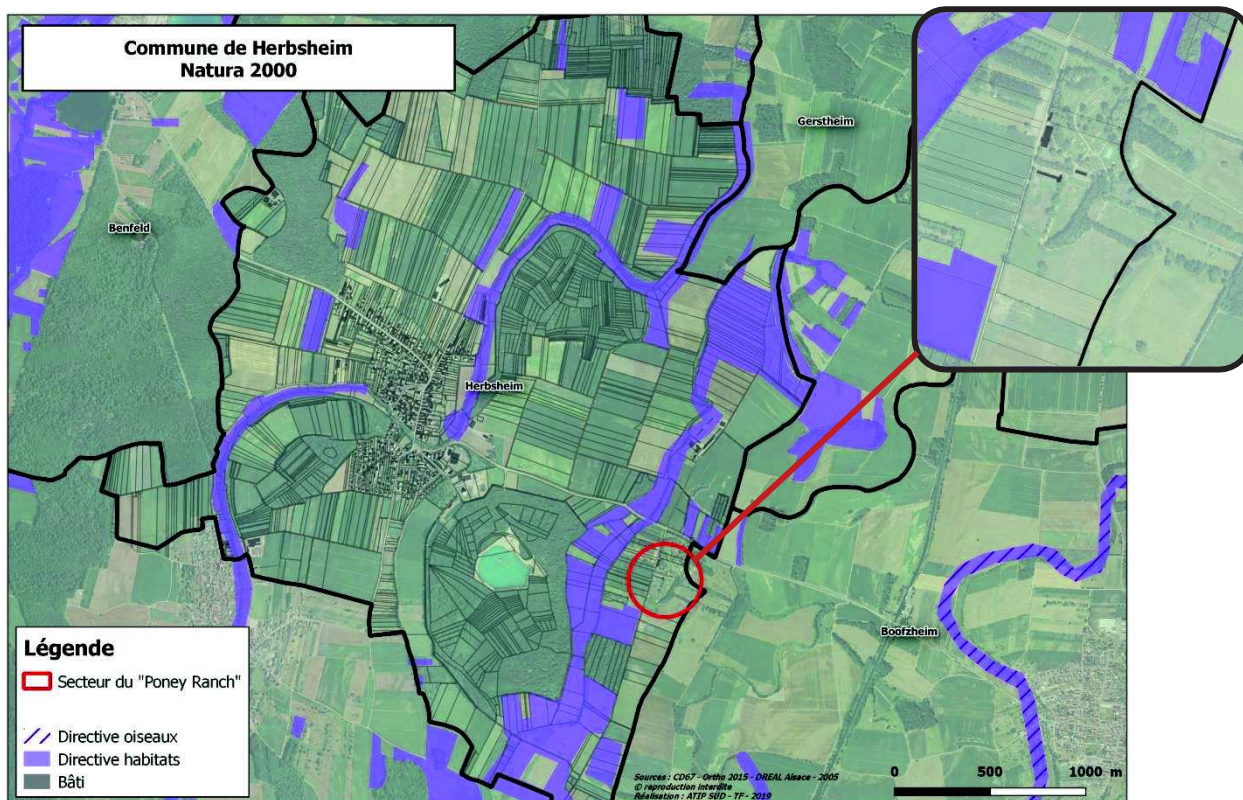 Commune de Herbsheim
Natura 2000
Gerstheim
Benfeld
Herbsheim
Boofzheim
Légende
Secteur du "Poney Ranch"
Directive oiseaux
Directive habitats
Bâti
Sources : CD67 - Ortho 2015 - DREAL Alsace - 2005
© reproduction interdite
Réalisation : ATIP SUD - TF - 2019
0 500 1000 m